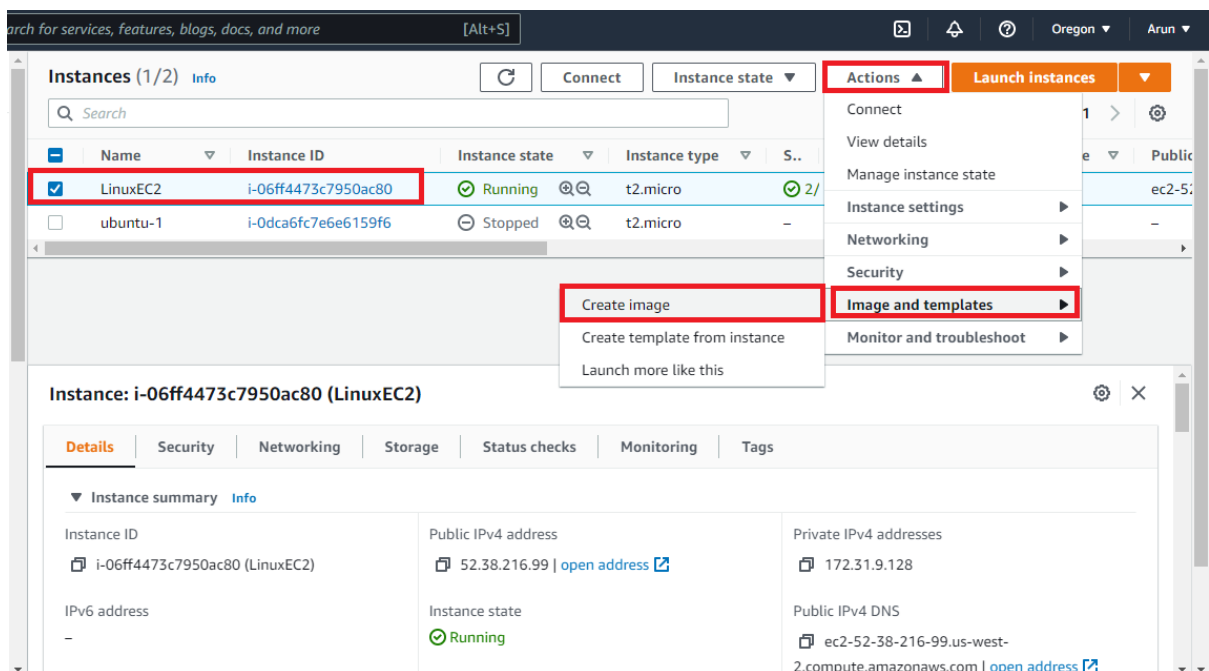 arch for services, features, blogs, docs, and more [Alt+S] Oregon ▼ Arun ▼
Instances (1/2) Info Connect Instance state ▼ Actions ▲ Launch instances ▼
Search Connect 1 >
View details
Name Instance ID Instance state Instance type S.. e Public
Manage instance state
LinuxEC2 i-06ff4473c7950ac80 Running t2.micro 2/ ec2-52
Instance settings
ubuntu-1 i-0dca6fc7e6e6159f6 Stopped t2.micro – –
Networking
Security
Create image Image and templates
Create template from instance Monitor and troubleshoot
Launch more like this
Instance: i-06ff4473c7950ac80 (LinuxEC2)
Details Security Networking Storage Status checks Monitoring Tags
▼ Instance summary Info
Instance ID Public IPv4 address Private IPv4 addresses
i-06ff4473c7950ac80 (LinuxEC2) 52.38.216.99 | open address 172.31.9.128
IPv6 address Instance state Public IPv4 DNS
– Running ec2-52-38-216-99.us-west-
2.compute.amazonaws.com | open address